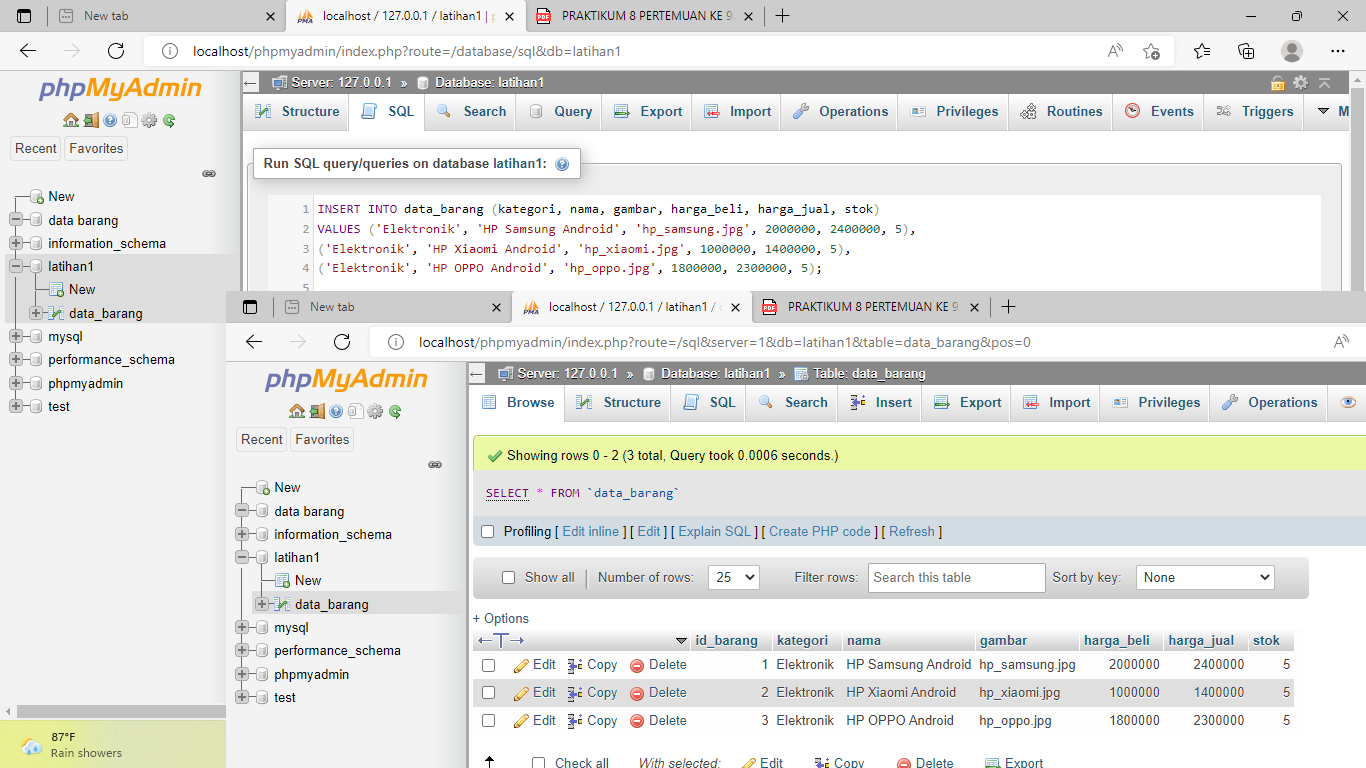 New tab
localhost / 127.0.0.1 / latihan1 | p
PRAKTIKUM 8 PERTEMUAN KE 9
localhost/phpmyadmin/index.php?route=/database/sql&db=latihan1
phpMyAdmin
Recent Favorites
New
data barang
information_schema
latihan1
New
data_barang
mysql
performance_schema
phpmyadmin
test
Server: 127.0.0.1 » Database: latihan1
Structure SQL Search Query Export Import Operations Privileges Routines Events Triggers M
Run SQL query/queries on database latihan1:
1 INSERT INTO data_barang (kategori, nama, gambar, harga_beli, harga_jual, stok)
2 VALUES ('Elektronik', 'HP Samsung Android', 'hp_samsung.jpg', 2000000, 2400000, 5),
3 ('Elektronik', 'HP Xiaomi Android', 'hp_xiaomi.jpg', 1000000, 1400000, 5),
4 ('Elektronik', 'HP OPPO Android', 'hp_oppo.jpg', 1800000, 2300000, 5);
5
87°F
Rain showers
New tab
localhost / 127.0.0.1 / latihan1 /
PRAKTIKUM 8 PERTEMUAN KE 9
localhost/phpmyadmin/index.php?route=/sql&server=1&db=latihan1&table=data_barang&pos=0
phpMyAdmin
Recent Favorites
New
data barang
information_schema
latihan1
New
data_barang
mysql
performance_schema
phpmyadmin
test
Server: 127.0.0.1 » Database: latihan1 » Table: data_barang
Browse Structure SQL Search Insert Export Import Privileges Operations
Showing rows 0 - 2 (3 total, Query took 0.0006 seconds.)
SELECT * FROM `data_barang`
Profiling [ Edit inline ] [ Edit ] [ Explain SQL ] [ Create PHP code ] [ Refresh ]
Show all Number of rows: 25 Filter rows: Search this table Sort by key: None
+ Options
←T→ id_barang kategori nama gambar harga_beli harga_jual stok
Edit Copy Delete 1 Elektronik HP Samsung Android hp_samsung.jpg 2000000 2400000 5
Edit Copy Delete 2 Elektronik HP Xiaomi Android hp_xiaomi.jpg 1000000 1400000 5
Edit Copy Delete 3 Elektronik HP OPPO Android hp_oppo.jpg 1800000 2300000 5
Check all With selected: Edit Copy Delete Export